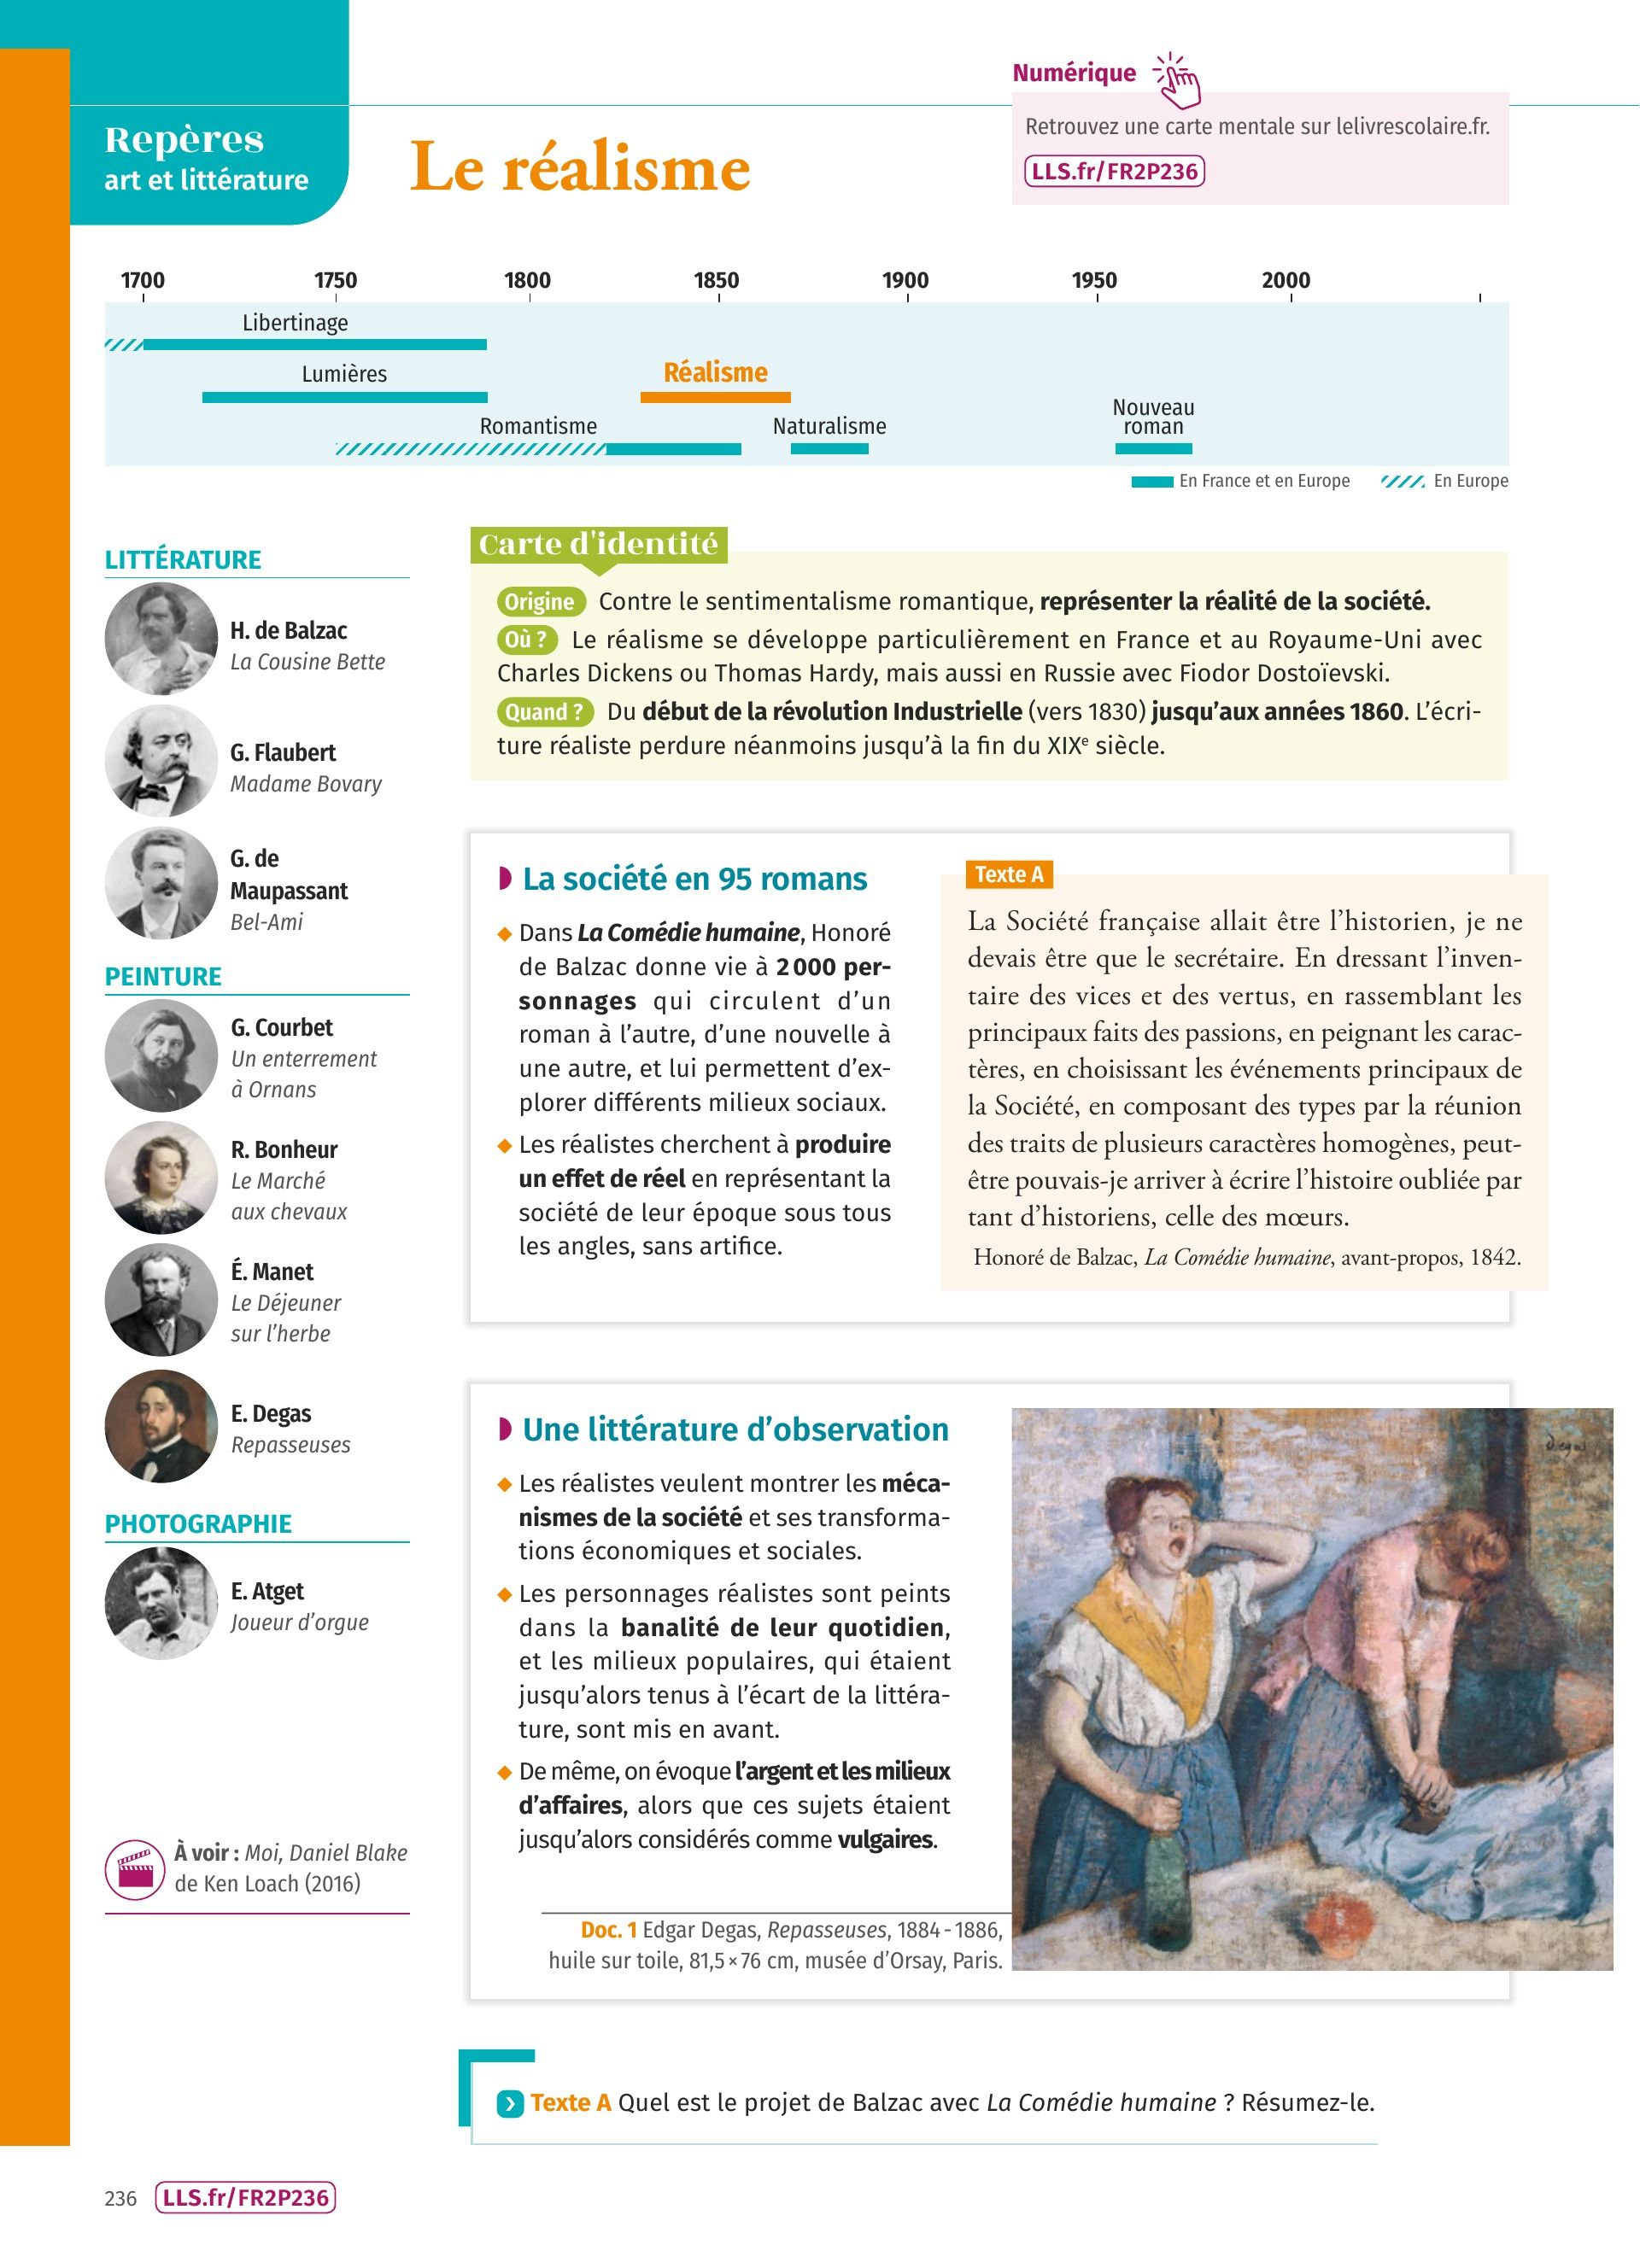 Repères
art et littérature
Le réalisme
Numérique
Retrouvez une carte mentale sur lelivrescolaire.fr.
LLS.fr/FR2P236
1700 1750 1800 1850 1900 1950 2000
Libertinage
Lumières
Réalisme
Romantisme
Naturalisme
Nouveau
roman
En France et en Europe
En Europe
LITTÉRATURE
H. de Balzac
La Cousine Bette
G. Flaubert
Madame Bovary
G. de
Maupassant
Bel-Ami
PEINTURE
G. Courbet
Un enterrement
à Ornans
R. Bonheur
Le Marché
aux chevaux
É. Manet
Le Déjeuner
sur l'herbe
E. Degas
Repasseuses
PHOTOGRAPHIE
E. Atget
Joueur d'orgue
À voir : Moi, Daniel Blake
de Ken Loach (2016)
Carte d'identité
Origine Contre le sentimentalisme romantique, représenter la réalité de la société.
Où ? Le réalisme se développe particulièrement en France et au Royaume-Uni avec
Charles Dickens ou Thomas Hardy, mais aussi en Russie avec Fiodor Dostoïevski.
Quand ? Du début de la révolution Industrielle (vers 1830) jusqu'aux années 1860. L'écri-
ture réaliste perdure néanmoins jusqu'à la fin du XIXe siècle.
La société en 95 romans
Dans La Comédie humaine, Honoré
de Balzac donne vie à 2 000 per-
sonnages qui circulent d'un
roman à l'autre, d'une nouvelle à
une autre, et lui permettent d'ex-
plorer différents milieux sociaux.
Les réalistes cherchent à produire
un effet de réel en représentant la
société de leur époque sous tous
les angles, sans artifice.
Texte A
La Société française allait être l'historien, je ne
devais être que le secrétaire. En dressant l'inven-
taire des vices et des vertus, en rassemblant les
principaux faits des passions, en peignant les carac-
tères, en choisissant les événements principaux de
la Société, en composant des types par la réunion
des traits de plusieurs caractères homogènes, peut-
être pouvais-je arriver à écrire l'histoire oubliée par
tant d'historiens, celle des mœurs.
Honoré de Balzac, La Comédie humaine, avant-propos, 1842.
Une littérature d'observation
Les réalistes veulent montrer les méca-
nismes de la société et ses transforma-
tions économiques et sociales.
Les personnages réalistes sont peints
dans la banalité de leur quotidien,
et les milieux populaires, qui étaient
jusqu'alors tenus à l'écart de la littéra-
ture, sont mis en avant.
De même, on évoque l'argent et les milieux
d'affaires, alors que ces sujets étaient
jusqu'alors considérés comme vulgaires.
Degas
Doc. 1 Edgar Degas, Repasseuses, 1884 - 1886,
huile sur toile, 81,5 × 76 cm, musée d'Orsay, Paris.
Texte A Quel est le projet de Balzac avec La Comédie humaine ? Résumez-le.
236 LLS.fr/FR2P236